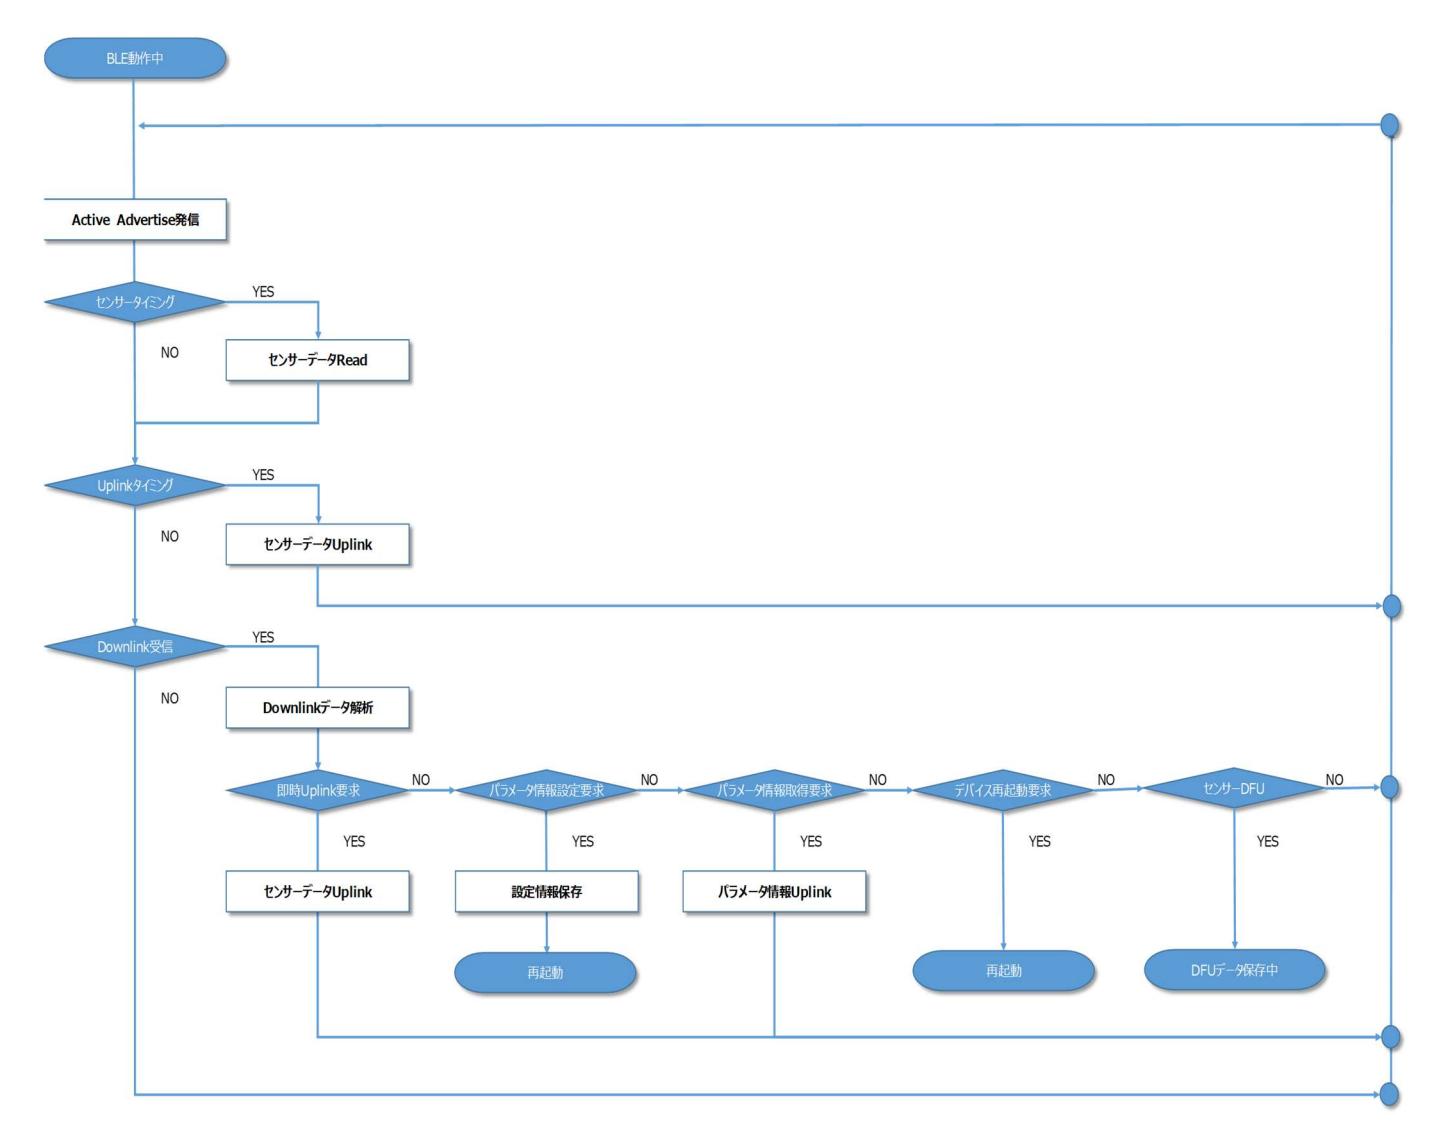 BLE動作中
Active Advertise発信
センサータイミング
YES
NO
センサーデータRead
Uplinkタイミング
YES
NO
センサーデータUplink
Downlink受信
YES
NO
Downlinkデータ解析
即時Uplink要求
NO
パラメータ情報設定要求
NO
パラメータ情報取得要求
NO
デバイス再起動要求
NO
センサーDFU
NO
YES
YES
YES
YES
YES
センサーデータUplink
設定情報保存
パラメータ情報Uplink
再起動
再起動
DFUデータ保存中